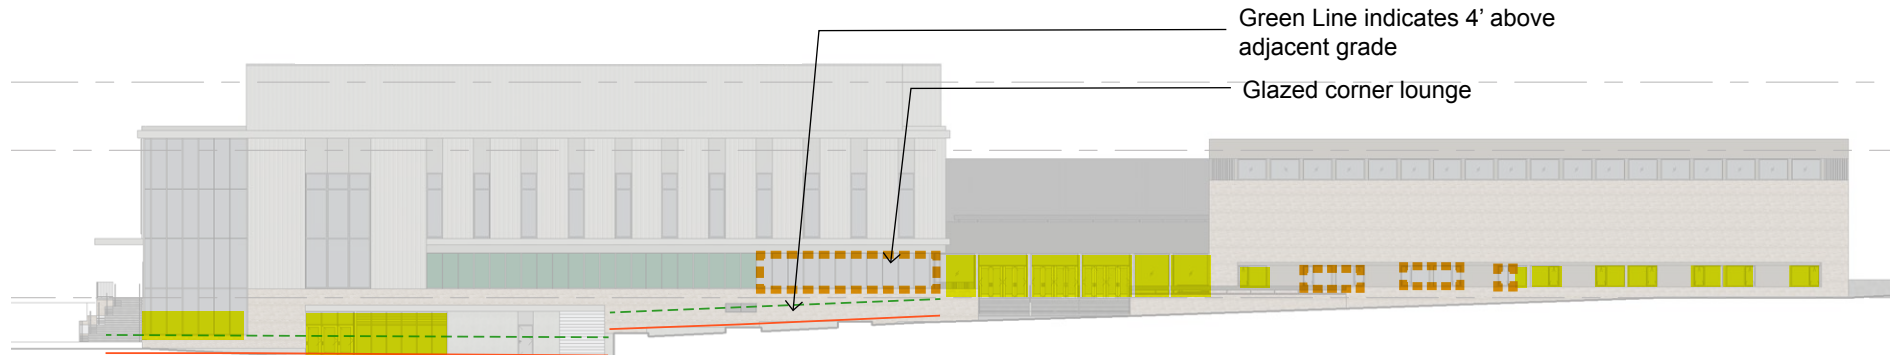 Green Line indicates 4’ above
adjacent grade
Glazed corner lounge